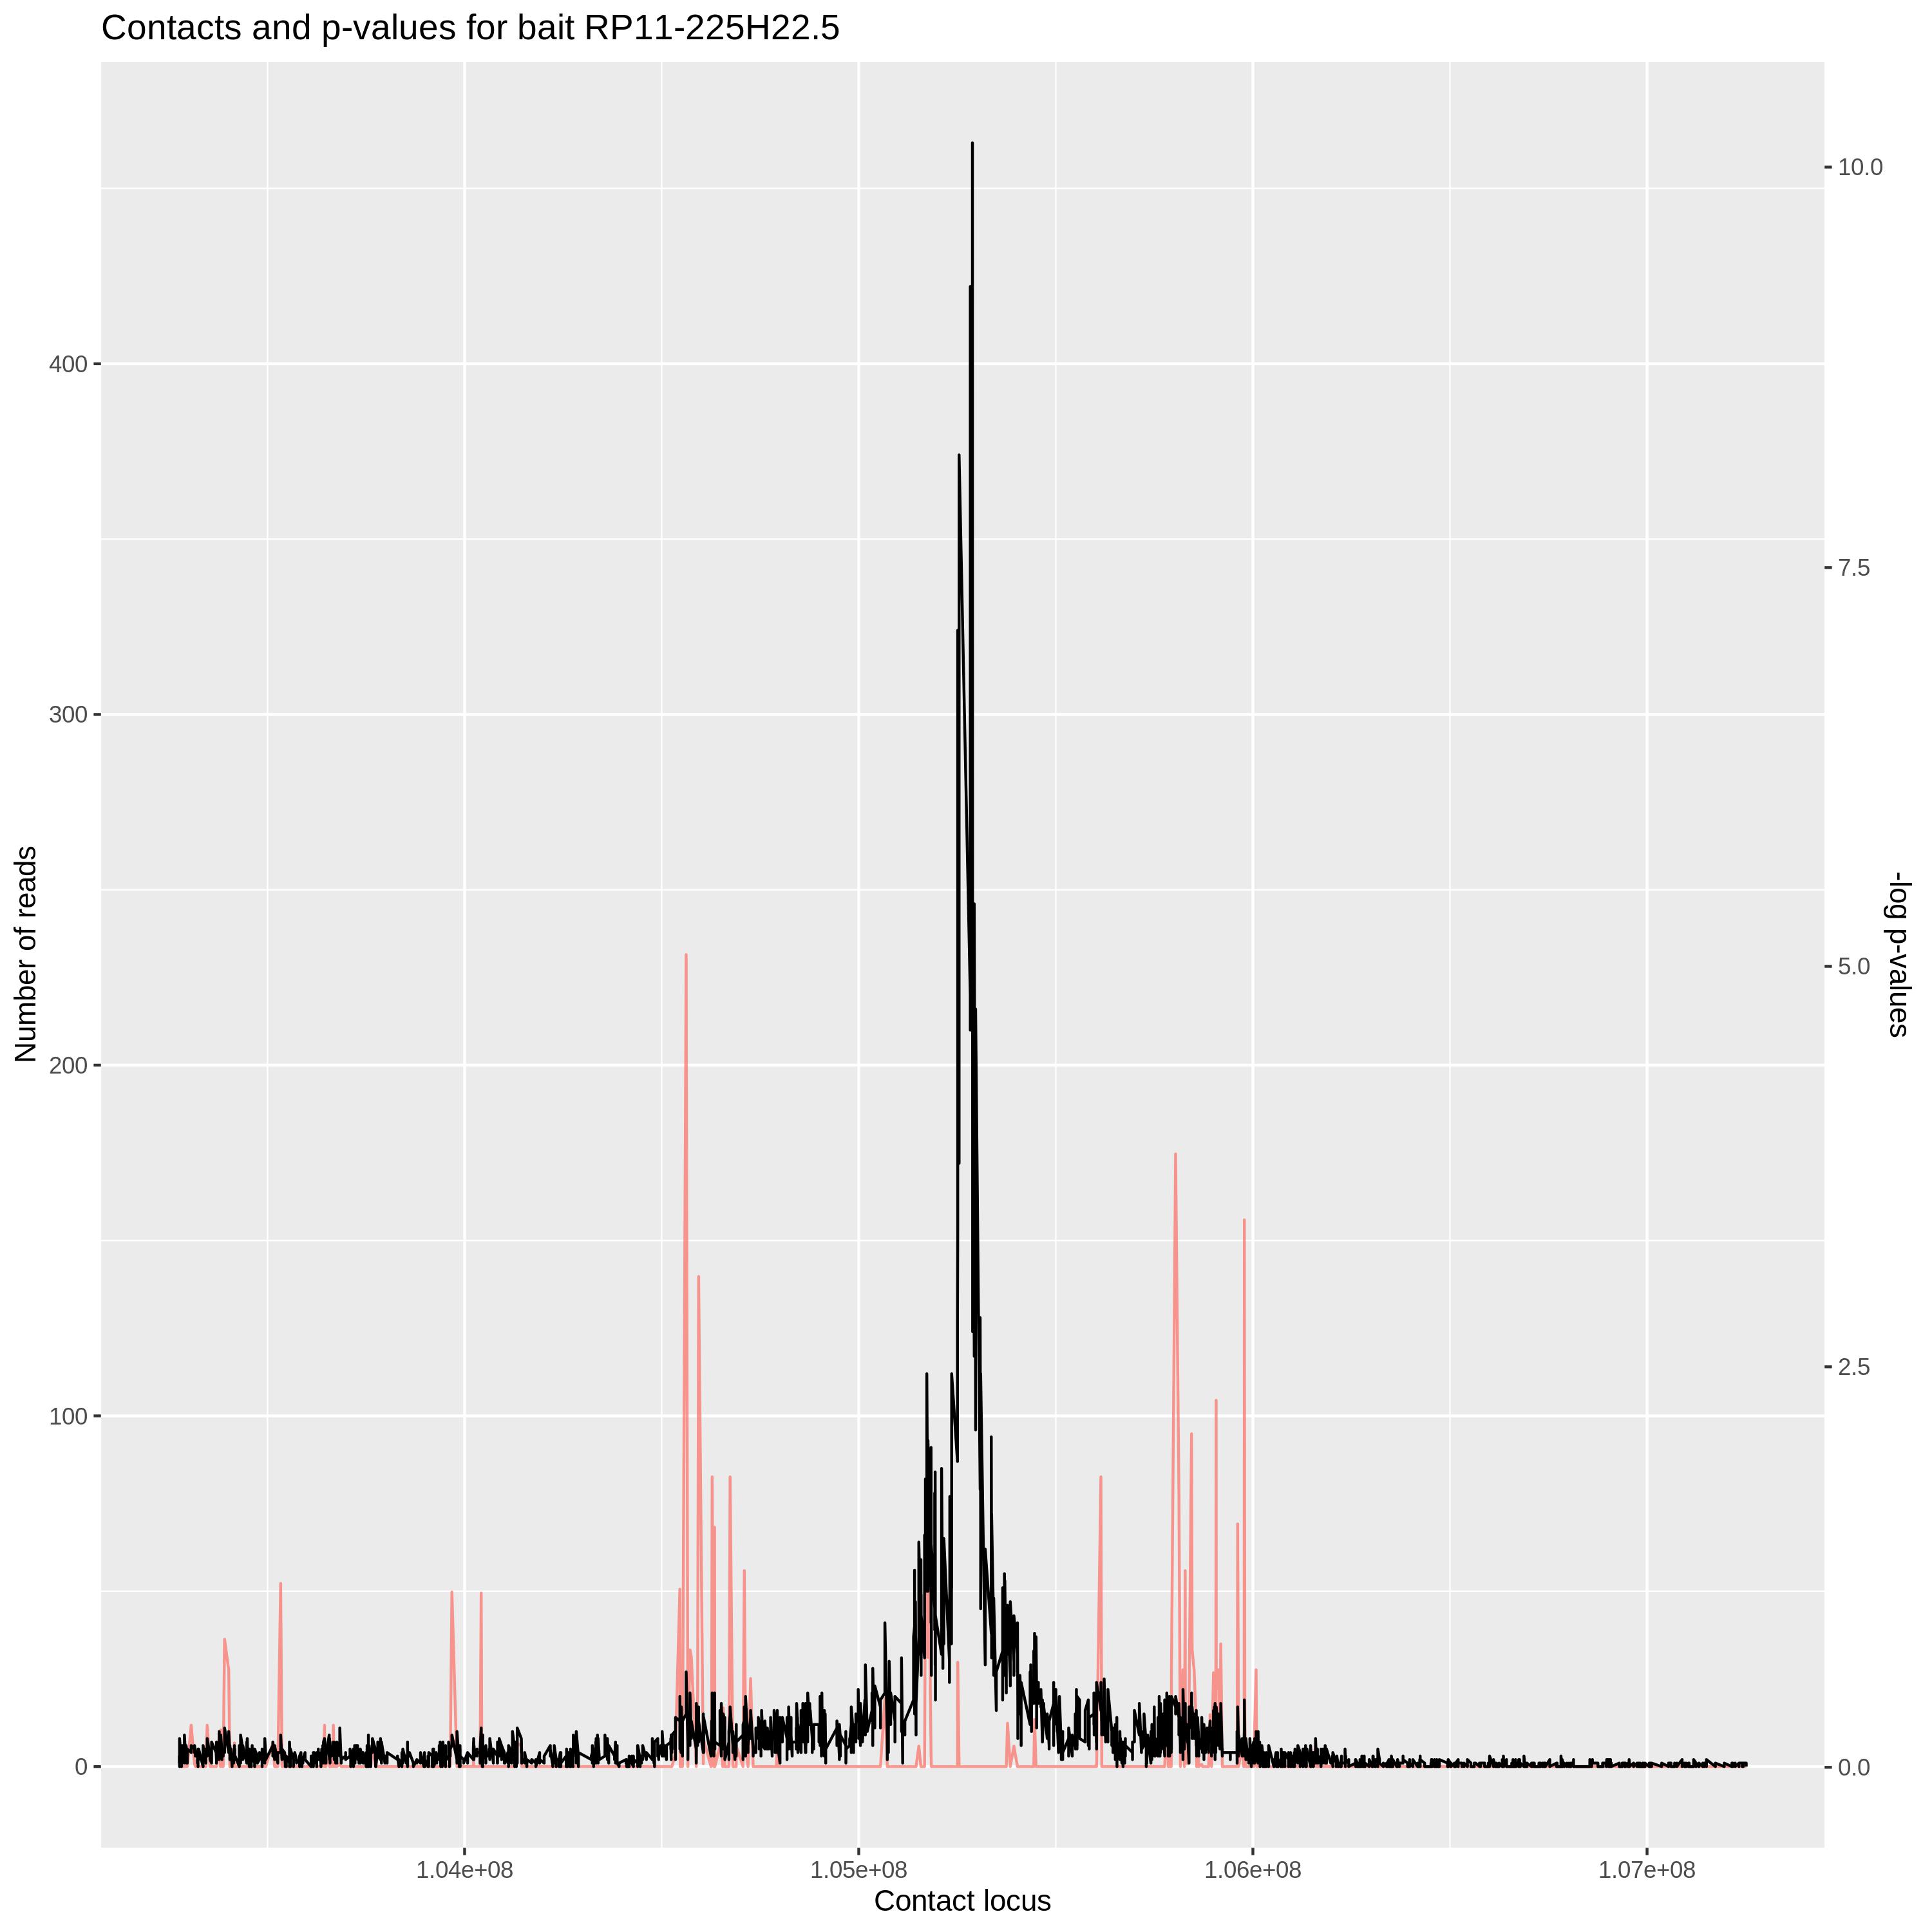 Contacts and p-values for bait RP11-225H22.5
400
300
200
100
0
Number of reads
10.0
7.5
5.0
2.5
0.0
-log p-values
1.04e+08
1.05e+08
1.06e+08
1.07e+08
Contact locus